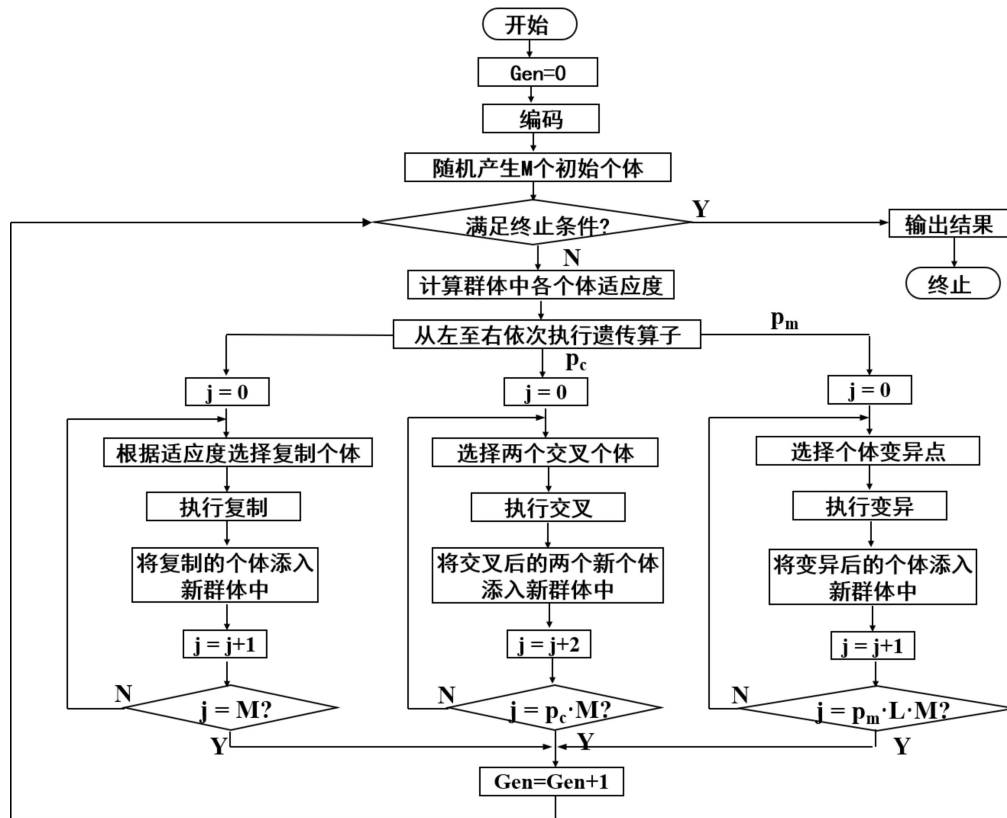 开始
Gen=0
编码
随机产生M个初始个体
满足终止条件?
Y
输出结果
终止
N
计算群体中各个体适应度
从左至右依次执行遗传算子
pc
pm
j = 0
根据适应度选择复制个体
执行复制
将复制的个体添入
新群体中
j = j+1
N
j = M?
Y
j = 0
选择两个交叉个体
执行交叉
将交叉后的两个新个体
添入新群体中
j = j+2
N
j = pc·M?
Y
j = 0
选择个体变异点
执行变异
将变异后的个体添入
新群体中
j = j+1
N
j = pm·L·M?
Y
Gen=Gen+1